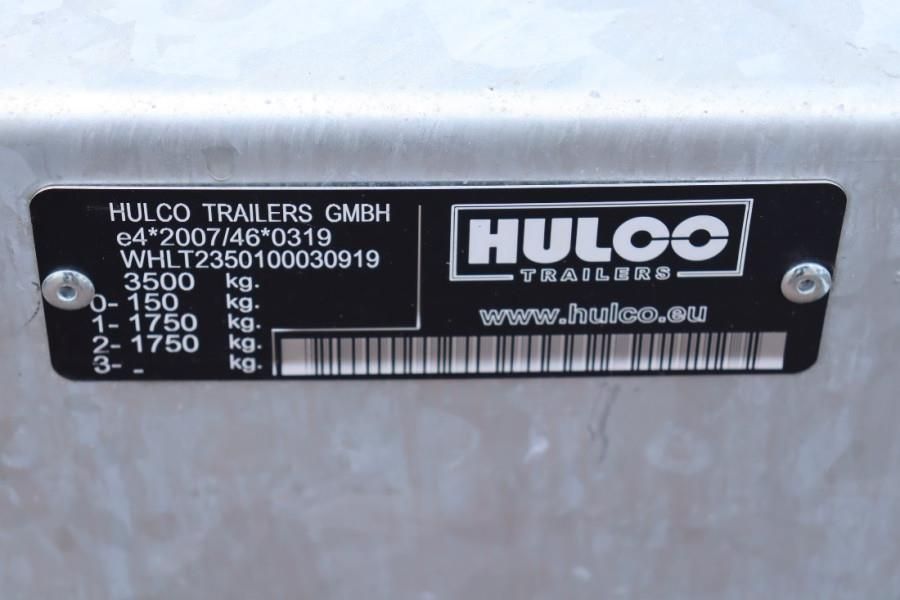 HULCO TRAILERS GMBH
e4*2007/46*0319
WHLT2350100030919
3500 kg.
0- 150 kg.
1- 1750 kg.
2- 1750 kg.
3- - kg.
HULCO
TRAILERS
www.hulco.eu